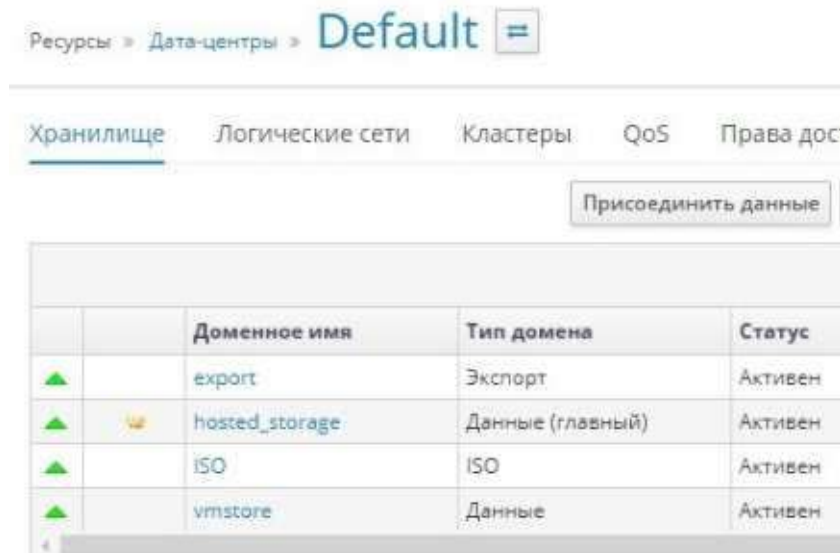 Ресурсы » Дата-центры » Default
Хранилище Логические сети Кластеры QoS Права дос
Присоединить данные
Доменное имя Тип домена Статус
export Экспорт Активен
hosted_storage Данные (главный) Активен
ISO ISO Активен
vmstore Данные Активен